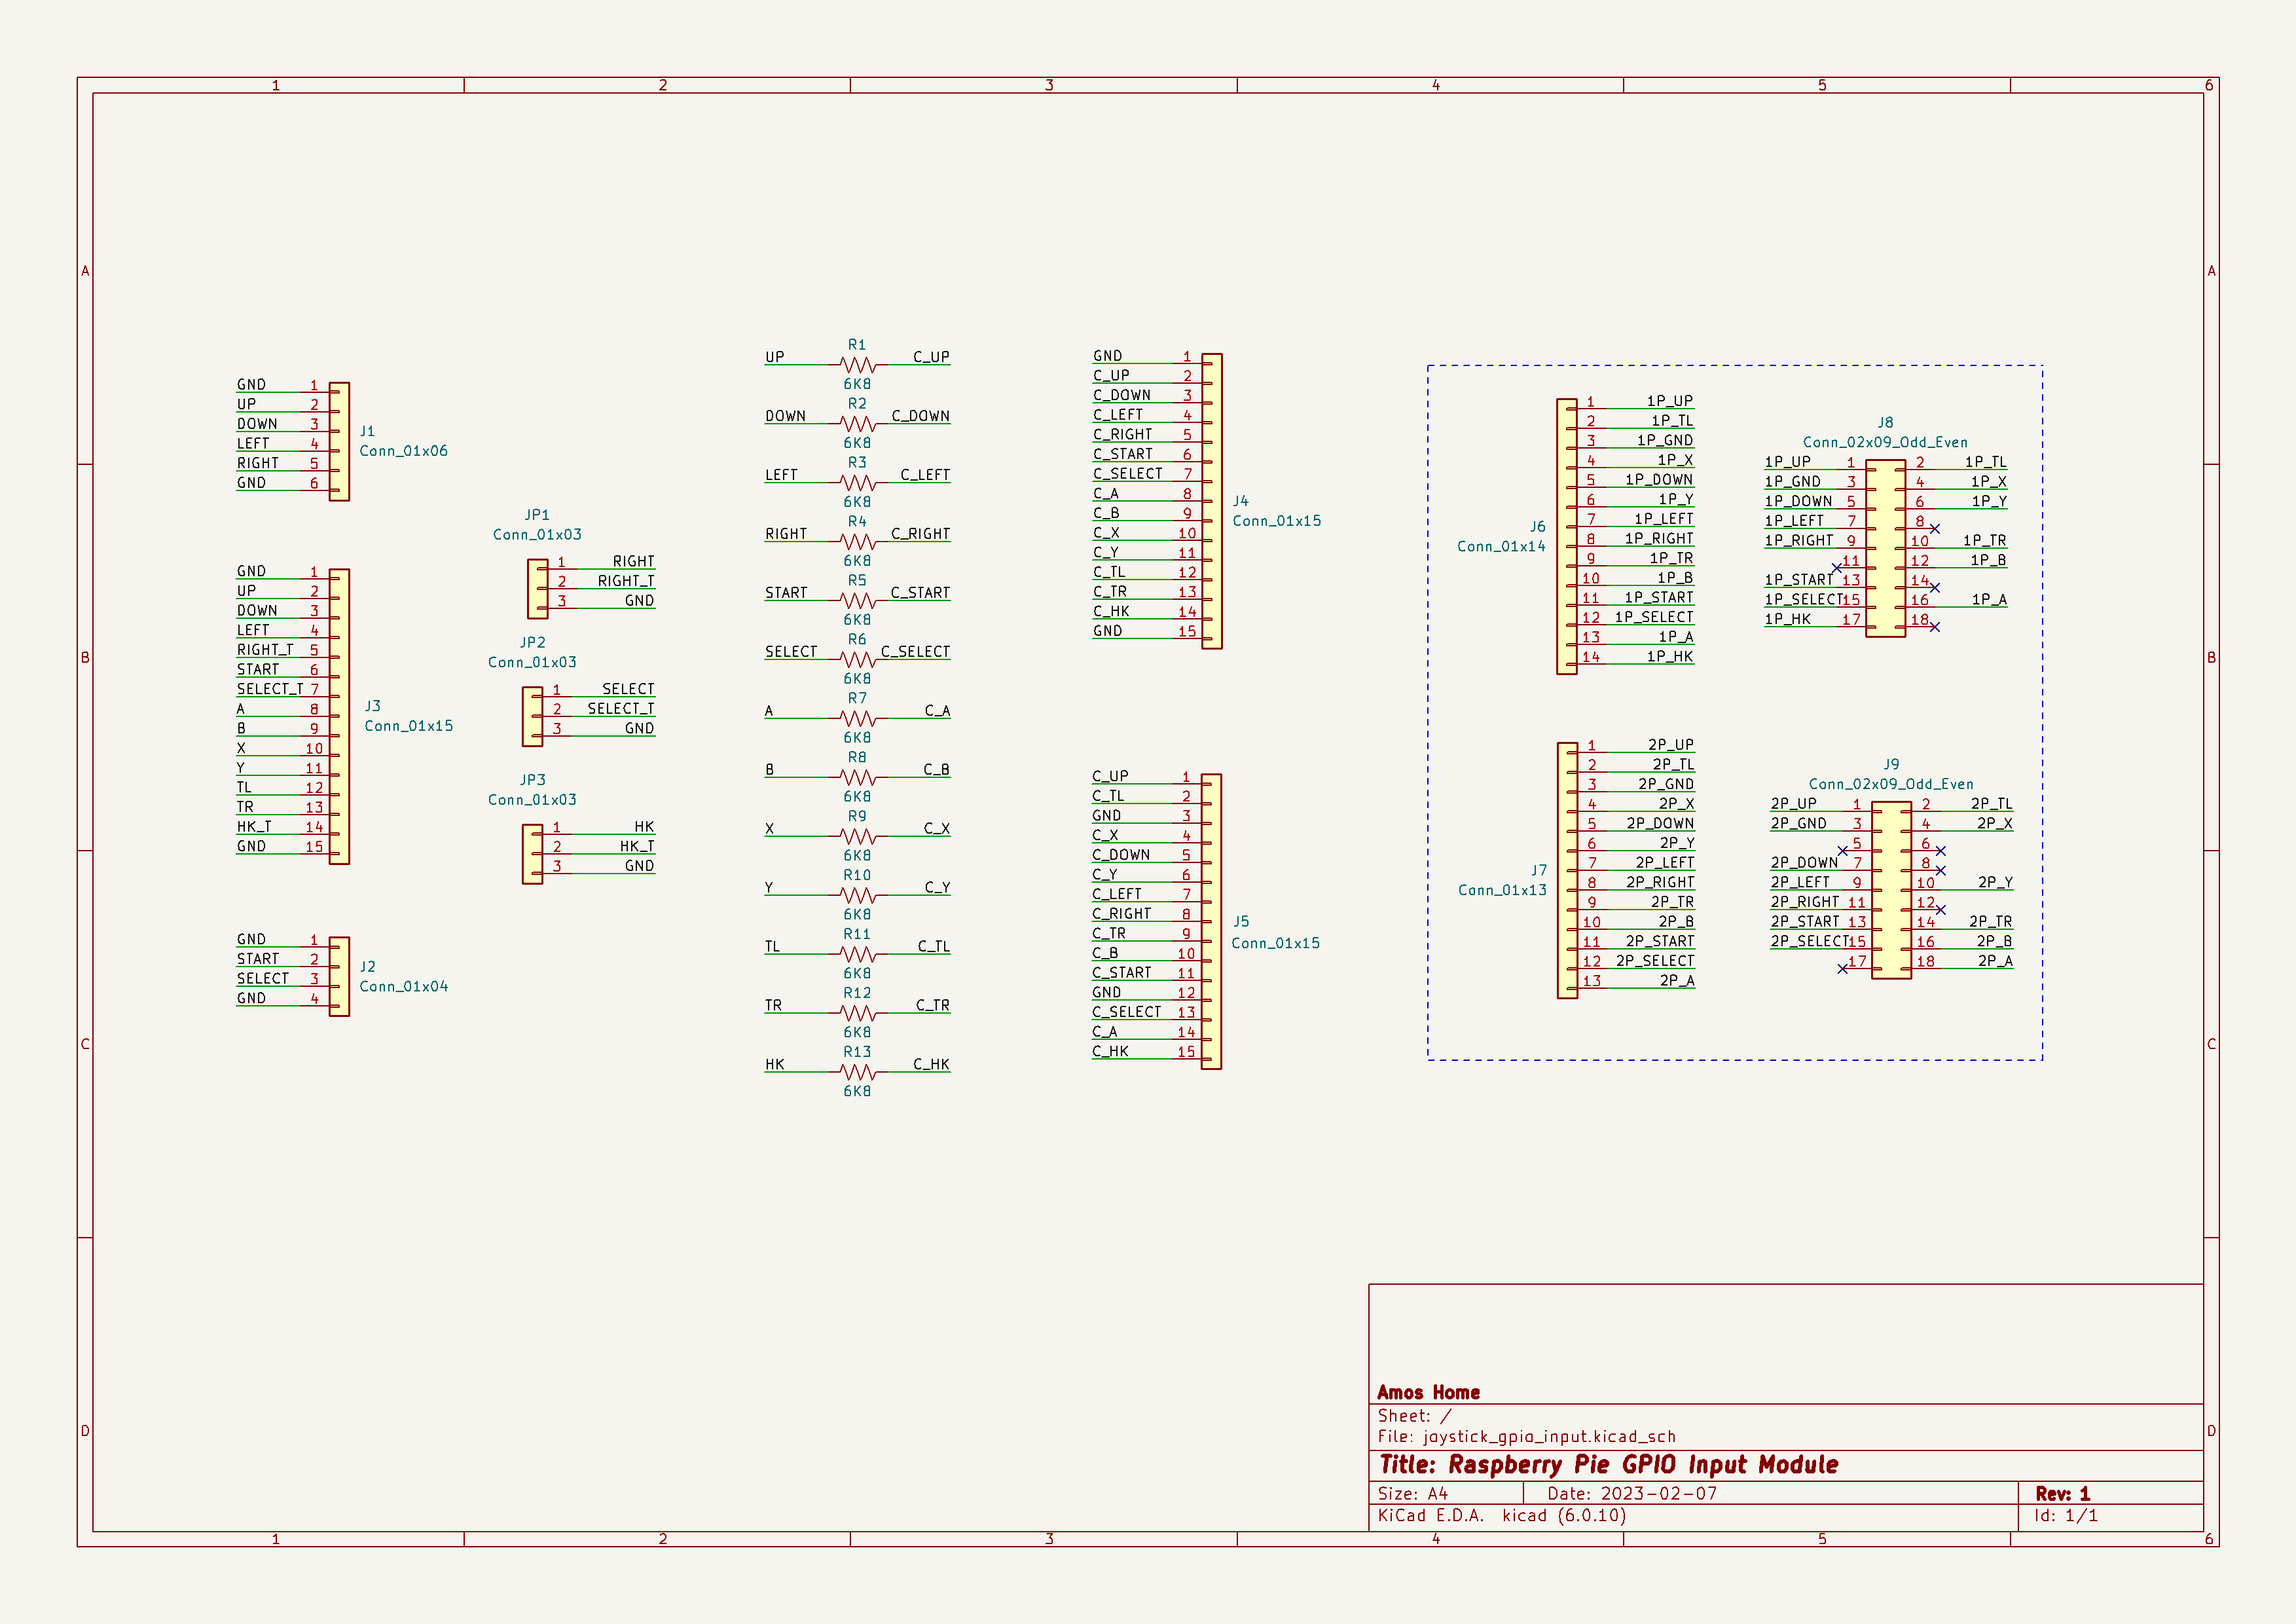 1 2 3 4 5 6
A A
B B
C C
D D
J1
Conn_01x06
GND 1
UP 2
DOWN 3
LEFT 4
RIGHT 5
GND 6
J3
Conn_01x15
GND 1
UP 2
DOWN 3
LEFT 4
RIGHT_T 5
START 6
SELECT_T 7
A 8
B 9
X 10
Y 11
TL 12
TR 13
HK_T 14
GND 15
J2
Conn_01x04
GND 1
START 2
SELECT 3
GND 4
JP1
Conn_01x03
1 RIGHT
2 RIGHT_T
3 GND
JP2
Conn_01x03
1 SELECT
2 SELECT_T
3 GND
JP3
Conn_01x03
1 HK
2 HK_T
3 GND
R1
UP C_UP
6K8
R2
DOWN C_DOWN
6K8
R3
LEFT C_LEFT
6K8
R4
RIGHT C_RIGHT
6K8
R5
START C_START
6K8
R6
SELECT C_SELECT
6K8
R7
A C_A
6K8
R8
B C_B
6K8
R9
X C_X
6K8
R10
Y C_Y
6K8
R11
TL C_TL
6K8
R12
TR C_TR
6K8
R13
HK C_HK
6K8
J4
Conn_01x15
GND 1
C_UP 2
C_DOWN 3
C_LEFT 4
C_RIGHT 5
C_START 6
C_SELECT 7
C_A 8
C_B 9
C_X 10
C_Y 11
C_TL 12
C_TR 13
C_HK 14
GND 15
J5
Conn_01x15
C_UP 1
C_TL 2
GND 3
C_X 4
C_DOWN 5
C_Y 6
C_LEFT 7
C_RIGHT 8
C_TR 9
C_B 10
C_START 11
GND 12
C_SELECT 13
C_A 14
C_HK 15
J6
Conn_01x14
1 1P_UP
2 1P_TL
3 1P_GND
4 1P_X
5 1P_DOWN
6 1P_Y
7 1P_LEFT
8 1P_RIGHT
9 1P_TR
10 1P_B
11 1P_START
12 1P_SELECT
13 1P_A
14 1P_HK
J8
Conn_02x09_Odd_Even
1P_UP 1 2 1P_TL
1P_GND 3 4 1P_X
1P_DOWN 5 6 1P_Y
1P_LEFT 7 8
1P_RIGHT 9 10 1P_TR
11 12 1P_B
1P_START 13 14
1P_SELECT 15 16 1P_A
1P_HK 17 18
J7
Conn_01x13
1 2P_UP
2 2P_TL
3 2P_GND
4 2P_X
5 2P_DOWN
6 2P_Y
7 2P_LEFT
8 2P_RIGHT
9 2P_TR
10 2P_B
11 2P_START
12 2P_SELECT
13 2P_A
J9
Conn_02x09_Odd_Even
2P_UP 1 2 2P_TL
2P_GND 3 4 2P_X
5 6
2P_DOWN 7 8
2P_LEFT 9 10 2P_Y
2P_RIGHT 11 12
2P_START 13 14 2P_TR
2P_SELECT 15 16 2P_B
17 18 2P_A
Amos Home
Sheet: /
File: joystick_gpio_input.kicad_sch
Title: Raspberry Pie GPIO Input Module
Size: A4 Date: 2023-02-07 Rev: 1
KiCad E.D.A. kicad (6.0.10) Id: 1/1
1 2 3 4 5 6